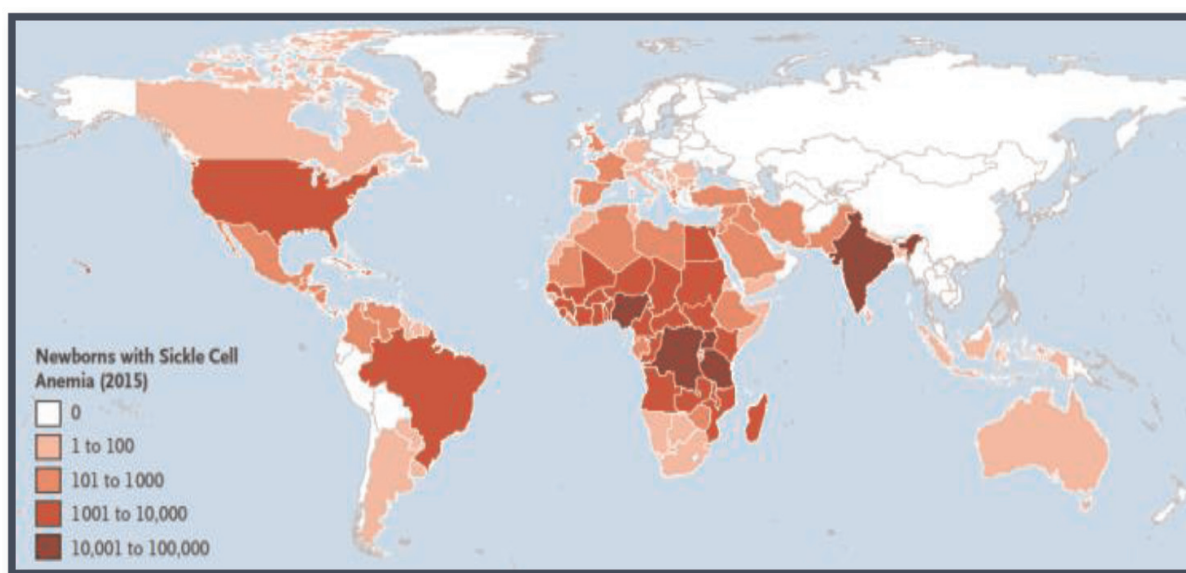 Newborns with Sickle Cell
Anemia (2015)
0
1 to 100
101 to 1000
1001 to 10,000
10,001 to 100,000